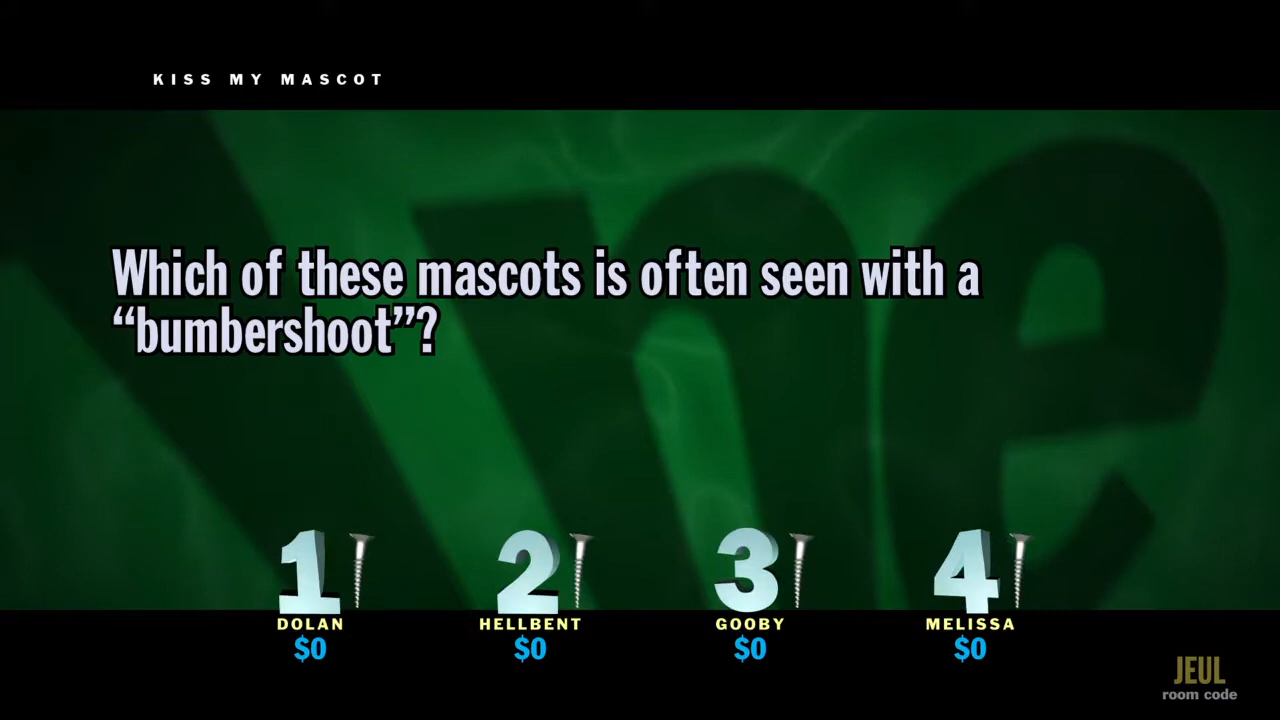 KISS MY MASCOT
Which of these mascots is often seen with a
“bumbershoot”?
1 2 3 4
DOLAN HELLBENT GOOBY MELISSA
$0 $0 $0 $0
JEUL
room code